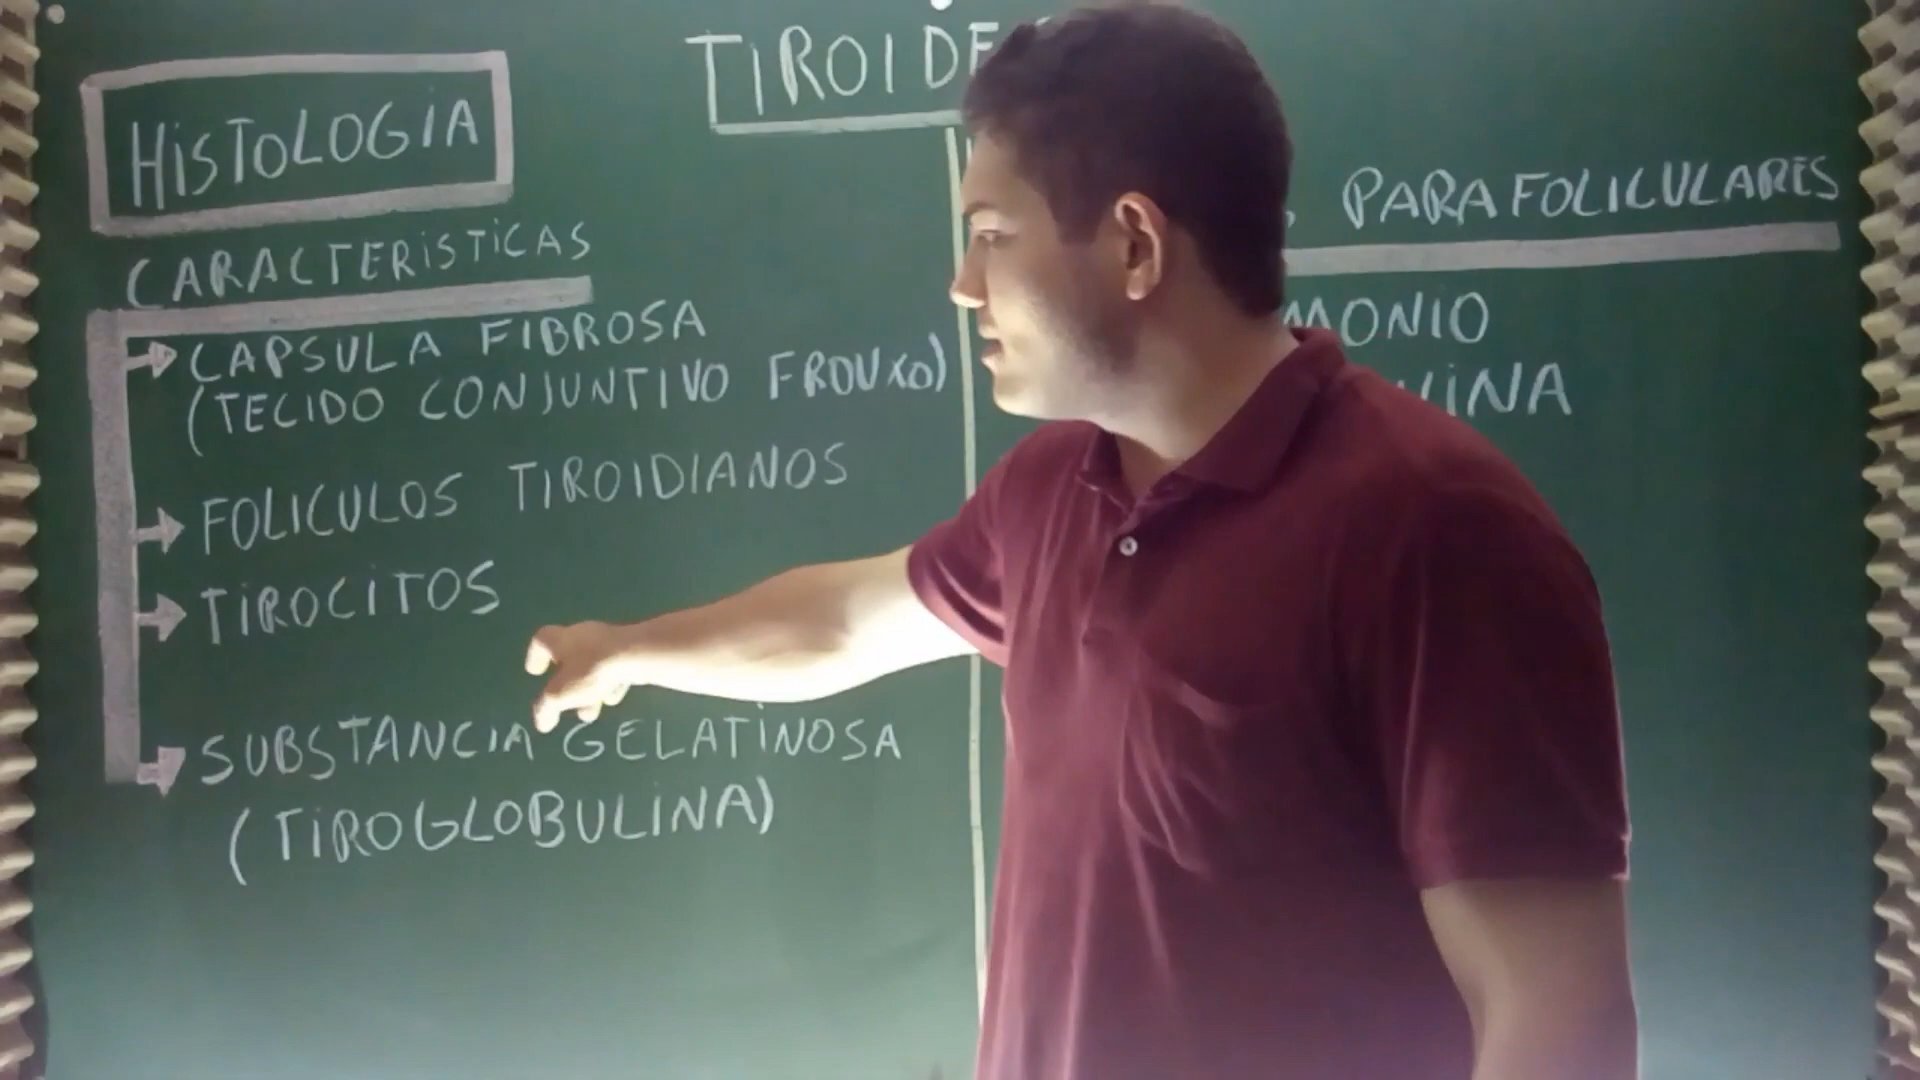 TIROIDE
HISTOLOGIA
CARACTERISTICAS
CAPSULA FIBROSA
(TECIDO CONJUNTIVO FROUXO)
FOLICULOS TIROIDIANOS
TIROCITOS
SUBSTANCIA GELATINOSA
(TIROGLOBULINA)
PARAFOLICULARES